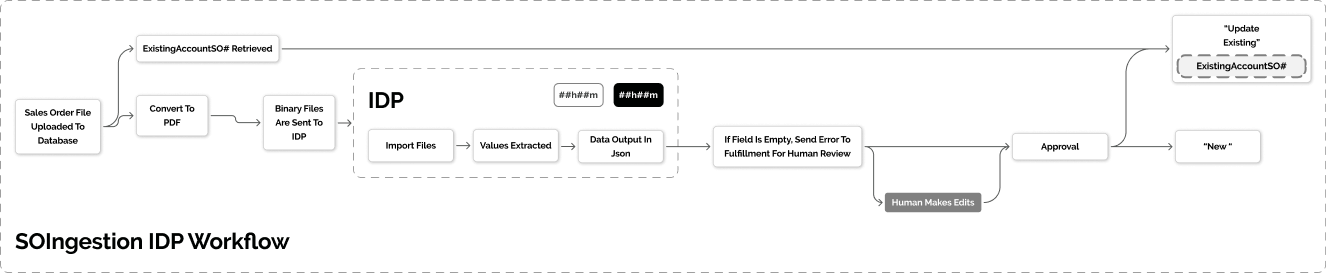 "Update
Existing"
ExistingAccountSO#
ExistingAccountSO# Retrieved
Sales Order File
Uploaded To
Database
Convert To
PDF
Binary Files
Are Sent To
IDP
IDP
##h##m
##h##m
Import Files
Values Extracted
Data Output In
Json
If Field Is Empty, Send Error To
Fulfillment For Human Review
Human Makes Edits
Approval
"New "
SOIngestion IDP Workflow